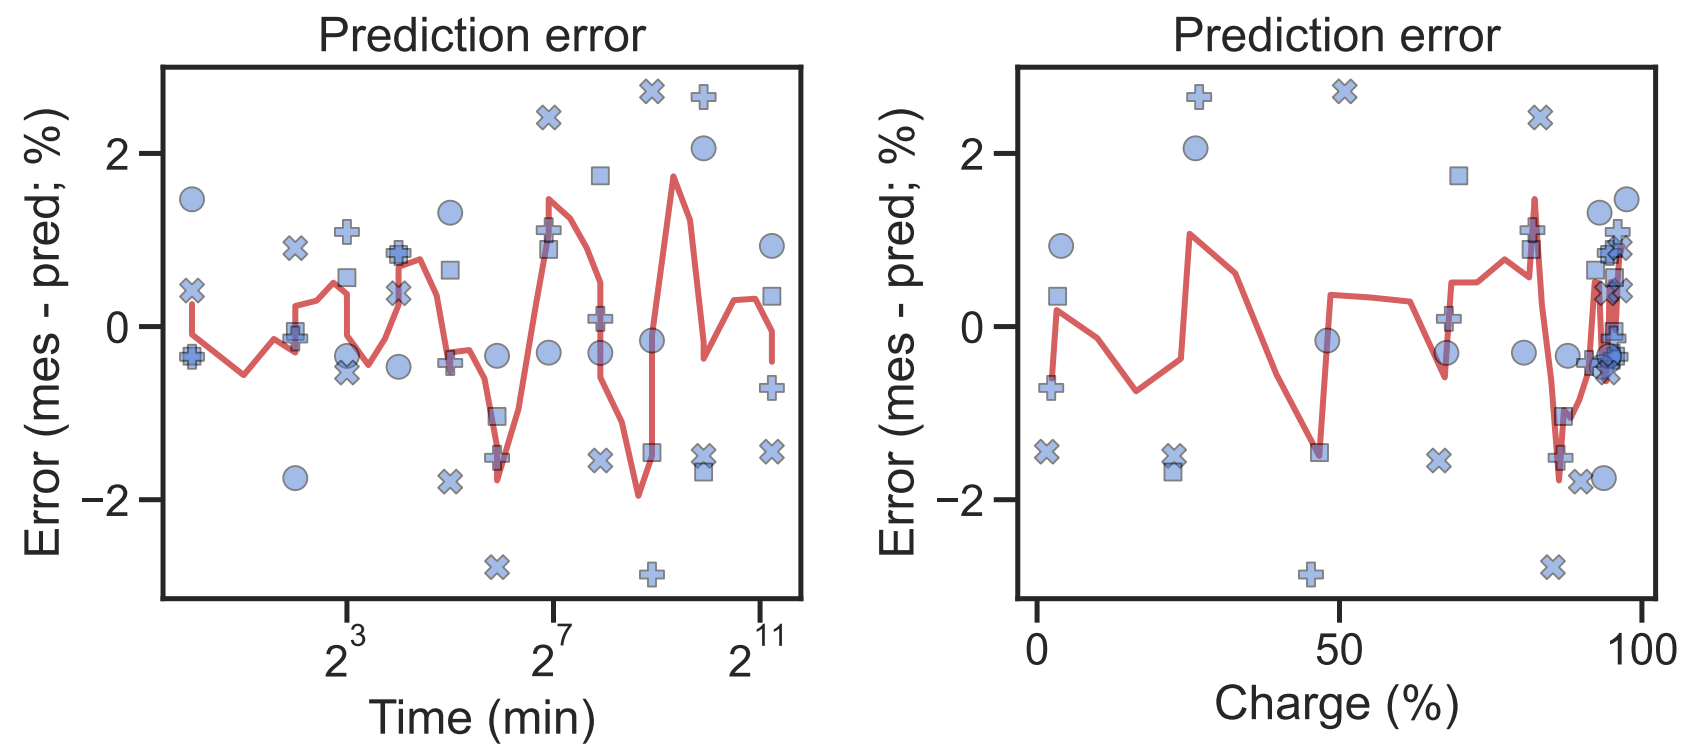 Prediction error
Error (mes - pred; %)
2
0
−2
2^3
2^7
2^11
Time (min)
Prediction error
Error (mes - pred; %)
2
0
−2
0
50
100
Charge (%)